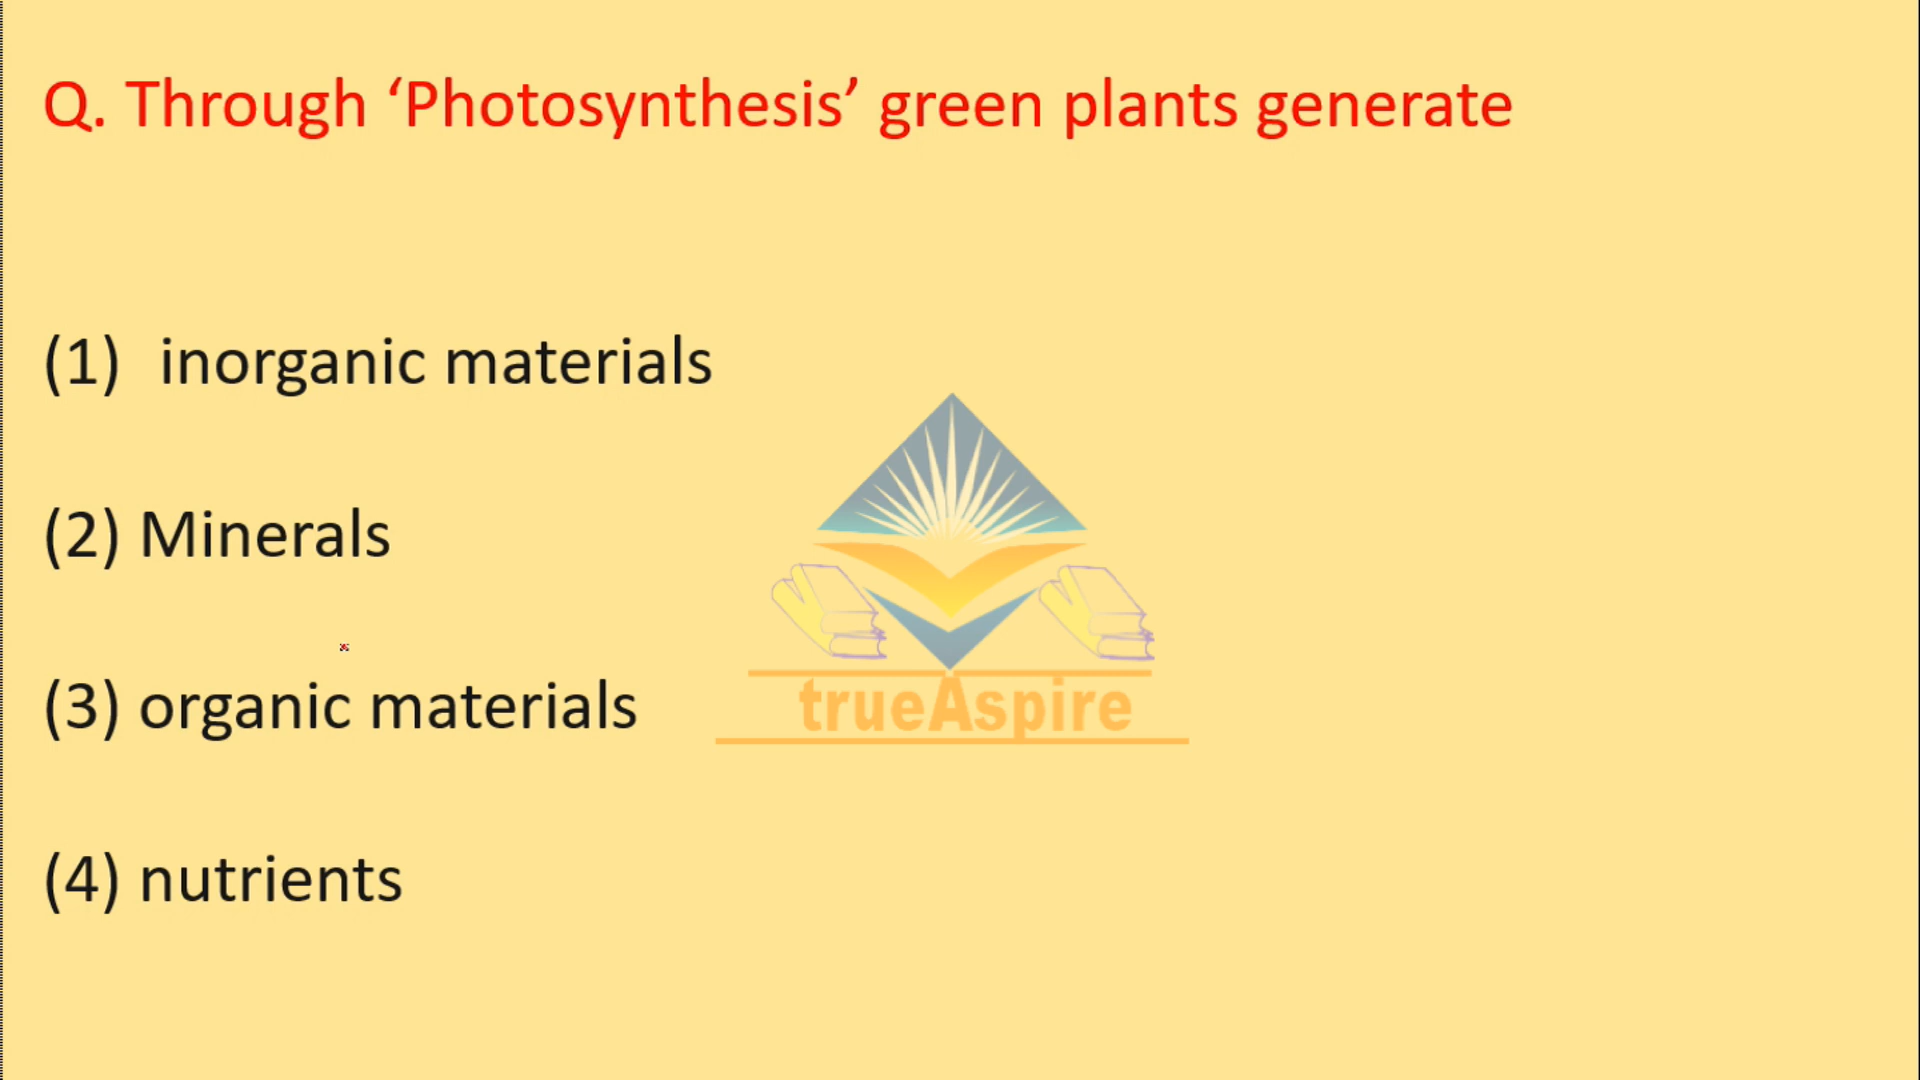 Q. Through ‘Photosynthesis’ green plants generate
(1) inorganic materials
(2) Minerals
(3) organic materials
(4) nutrients
trueAspire